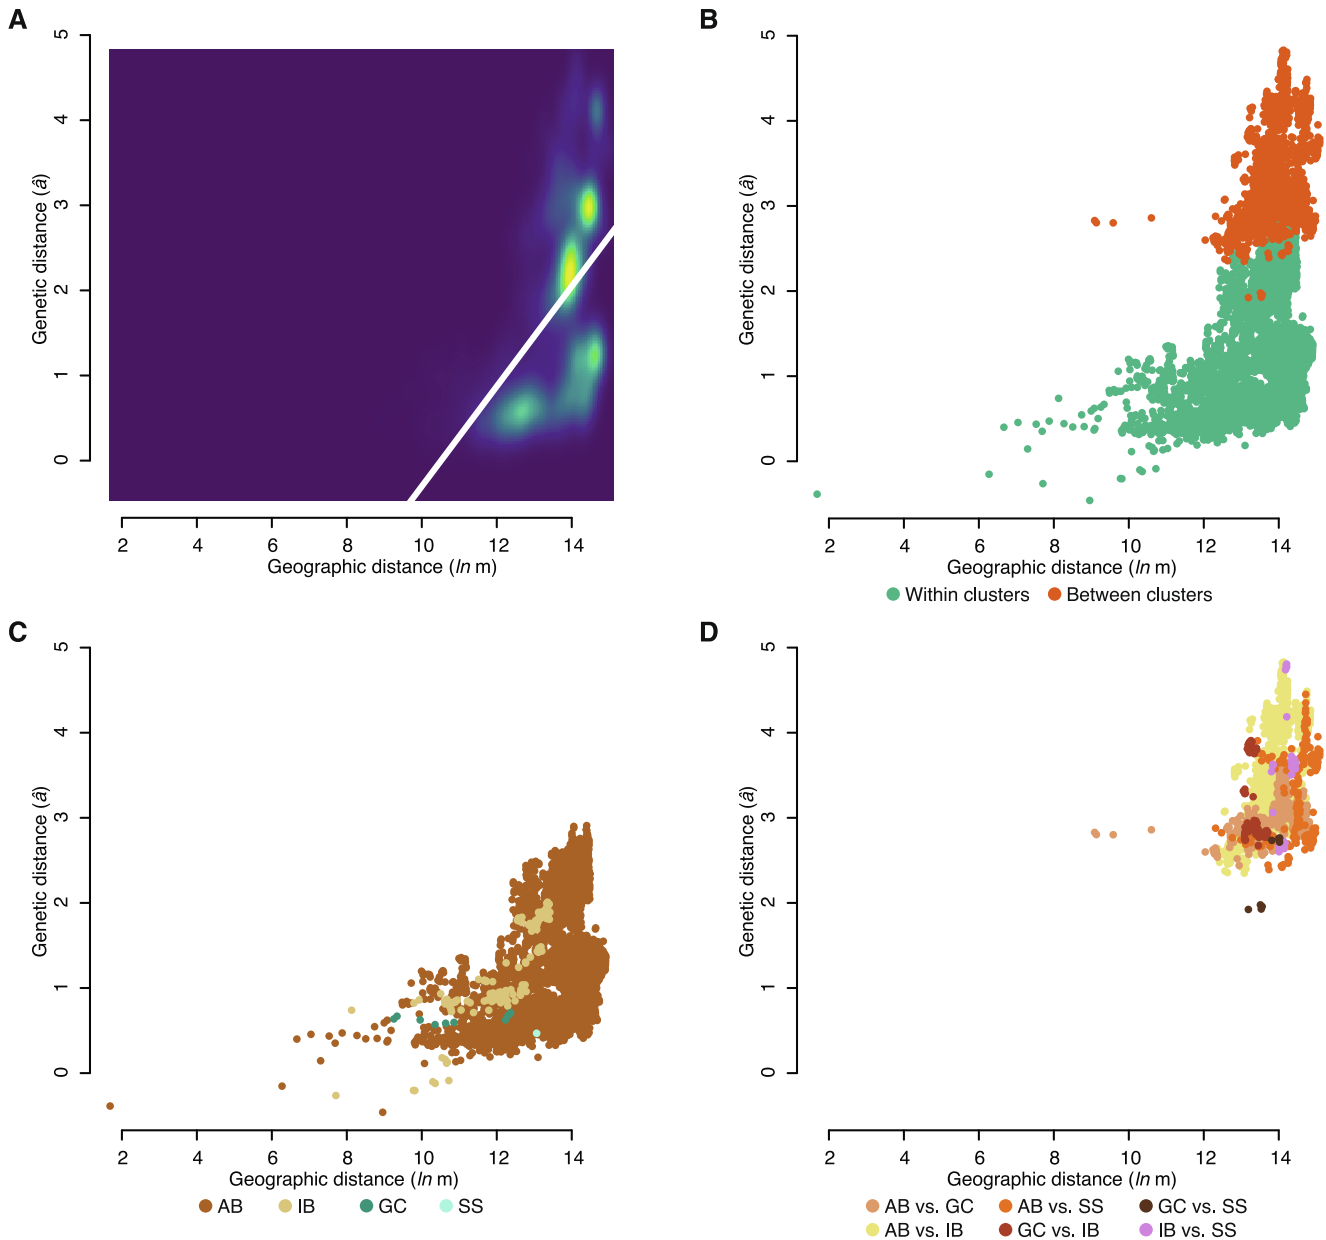 A
5
4
3
2
1
0
Genetic distance (â)
2 4 6 8 10 12 14
Geographic distance (ln m)
B
5
4
3
2
1
0
Genetic distance (â)
2 4 6 8 10 12 14
Geographic distance (ln m)
Within clusters Between clusters
C
5
4
3
2
1
0
Genetic distance (â)
2 4 6 8 10 12 14
Geographic distance (ln m)
AB IB GC SS
D
5
4
3
2
1
0
Genetic distance (â)
2 4 6 8 10 12 14
Geographic distance (ln m)
AB vs. GC AB vs. SS GC vs. SS
AB vs. IB GC vs. IB IB vs. SS